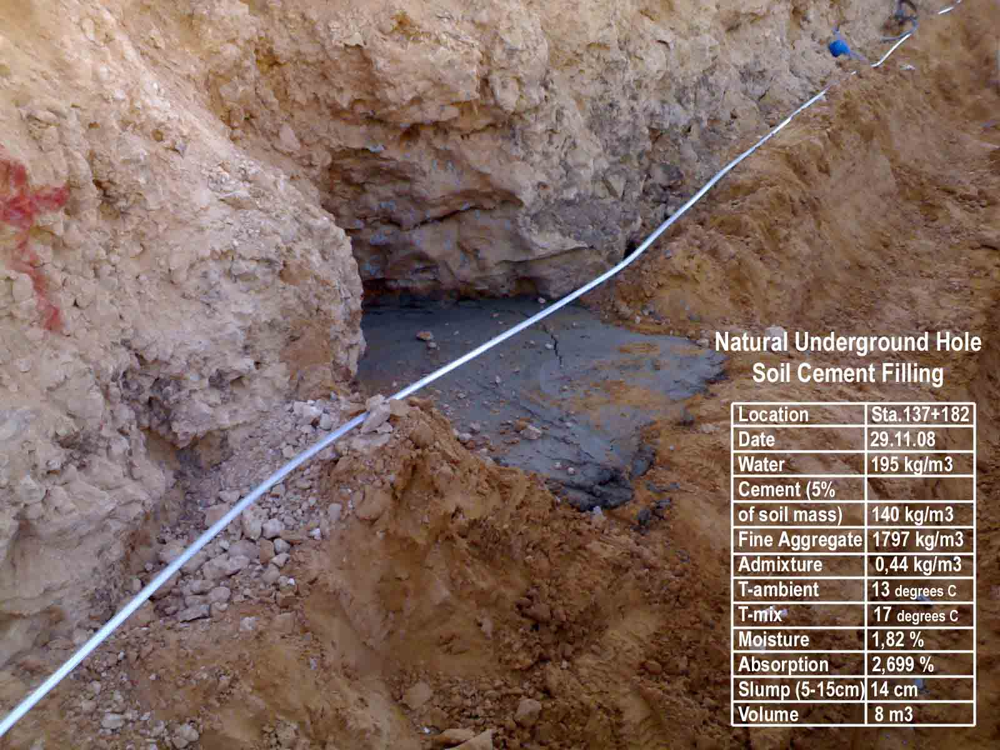 Natural Underground Hole
Soil Cement Filling
Location Sta.137+182
Date 29.11.08
Water 195 kg/m3
Cement (5%
of soil mass) 140 kg/m3
Fine Aggregate 1797 kg/m3
Admixture 0,44 kg/m3
T-ambient 13 degrees C
T-mix 17 degrees C
Moisture 1,82 %
Absorption 2,699 %
Slump (5-15cm) 14 cm
Volume 8 m3